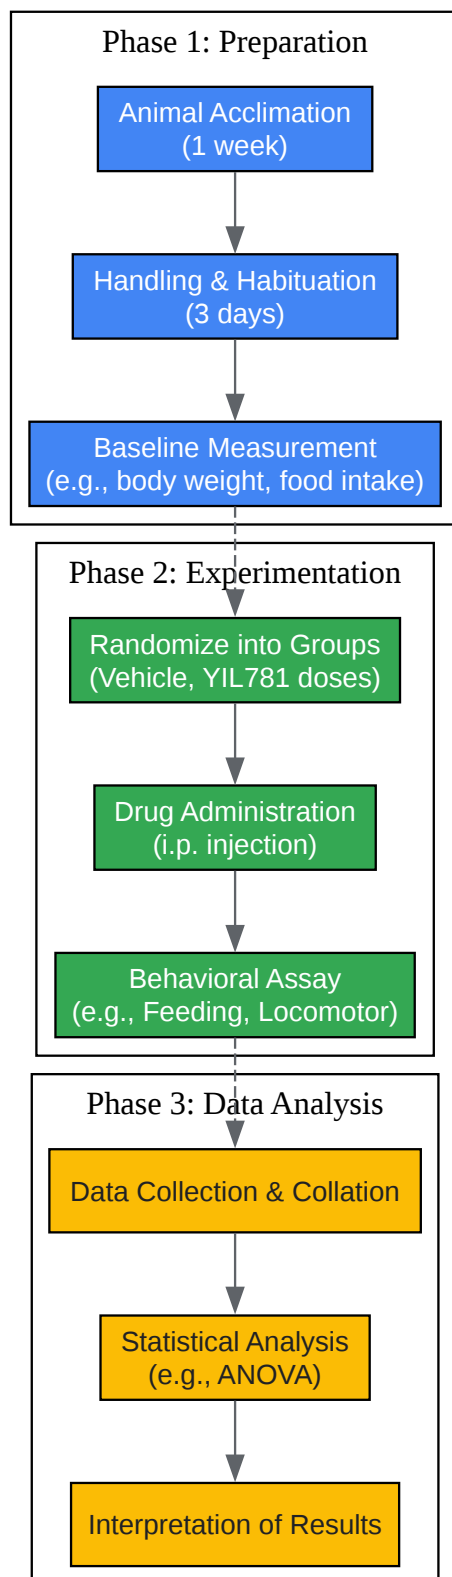 Phase 1: Preparation
Animal Acclimation
(1 week)
Handling & Habituation
(3 days)
Baseline Measurement
(e.g., body weight, food intake)
Phase 2: Experimentation
Randomize into Groups
(Vehicle, YIL781 doses)
Drug Administration
(i.p. injection)
Behavioral Assay
(e.g., Feeding, Locomotor)
Phase 3: Data Analysis
Data Collection & Collation
Statistical Analysis
(e.g., ANOVA)
Interpretation of Results